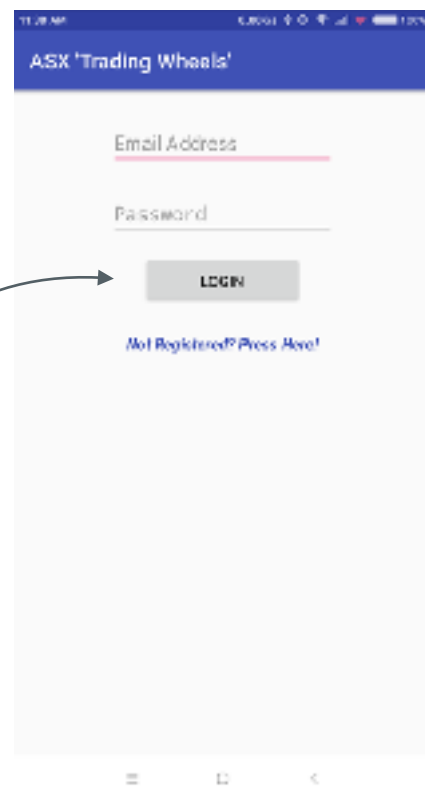 ASX 'Trading Wheels'
Email Address
Password
LOGIN
Not Registered? Press Here!